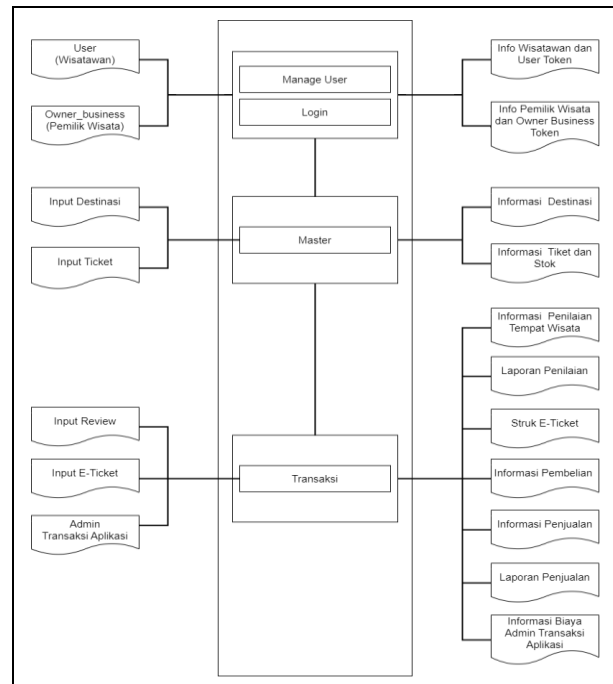 User
(Wisatawan)
Owner_business
(Pemilik Wisata)
Manage User
Login
Info Wisatawan dan
User Token
Info Pemilik Wisata
dan Owner Business
Token
Input Destinasi
Input Ticket
Master
Informasi Destinasi
Informasi Tiket dan
Stok
Input Review
Input E-Ticket
Admin
Transaksi Aplikasi
Transaksi
Informasi Penilaian
Tempat Wisata
Laporan Penilaian
Struk E-Ticket
Informasi Pembelian
Informasi Penjualan
Laporan Penjualan
Informasi Biaya
Admin Transaksi
Aplikasi